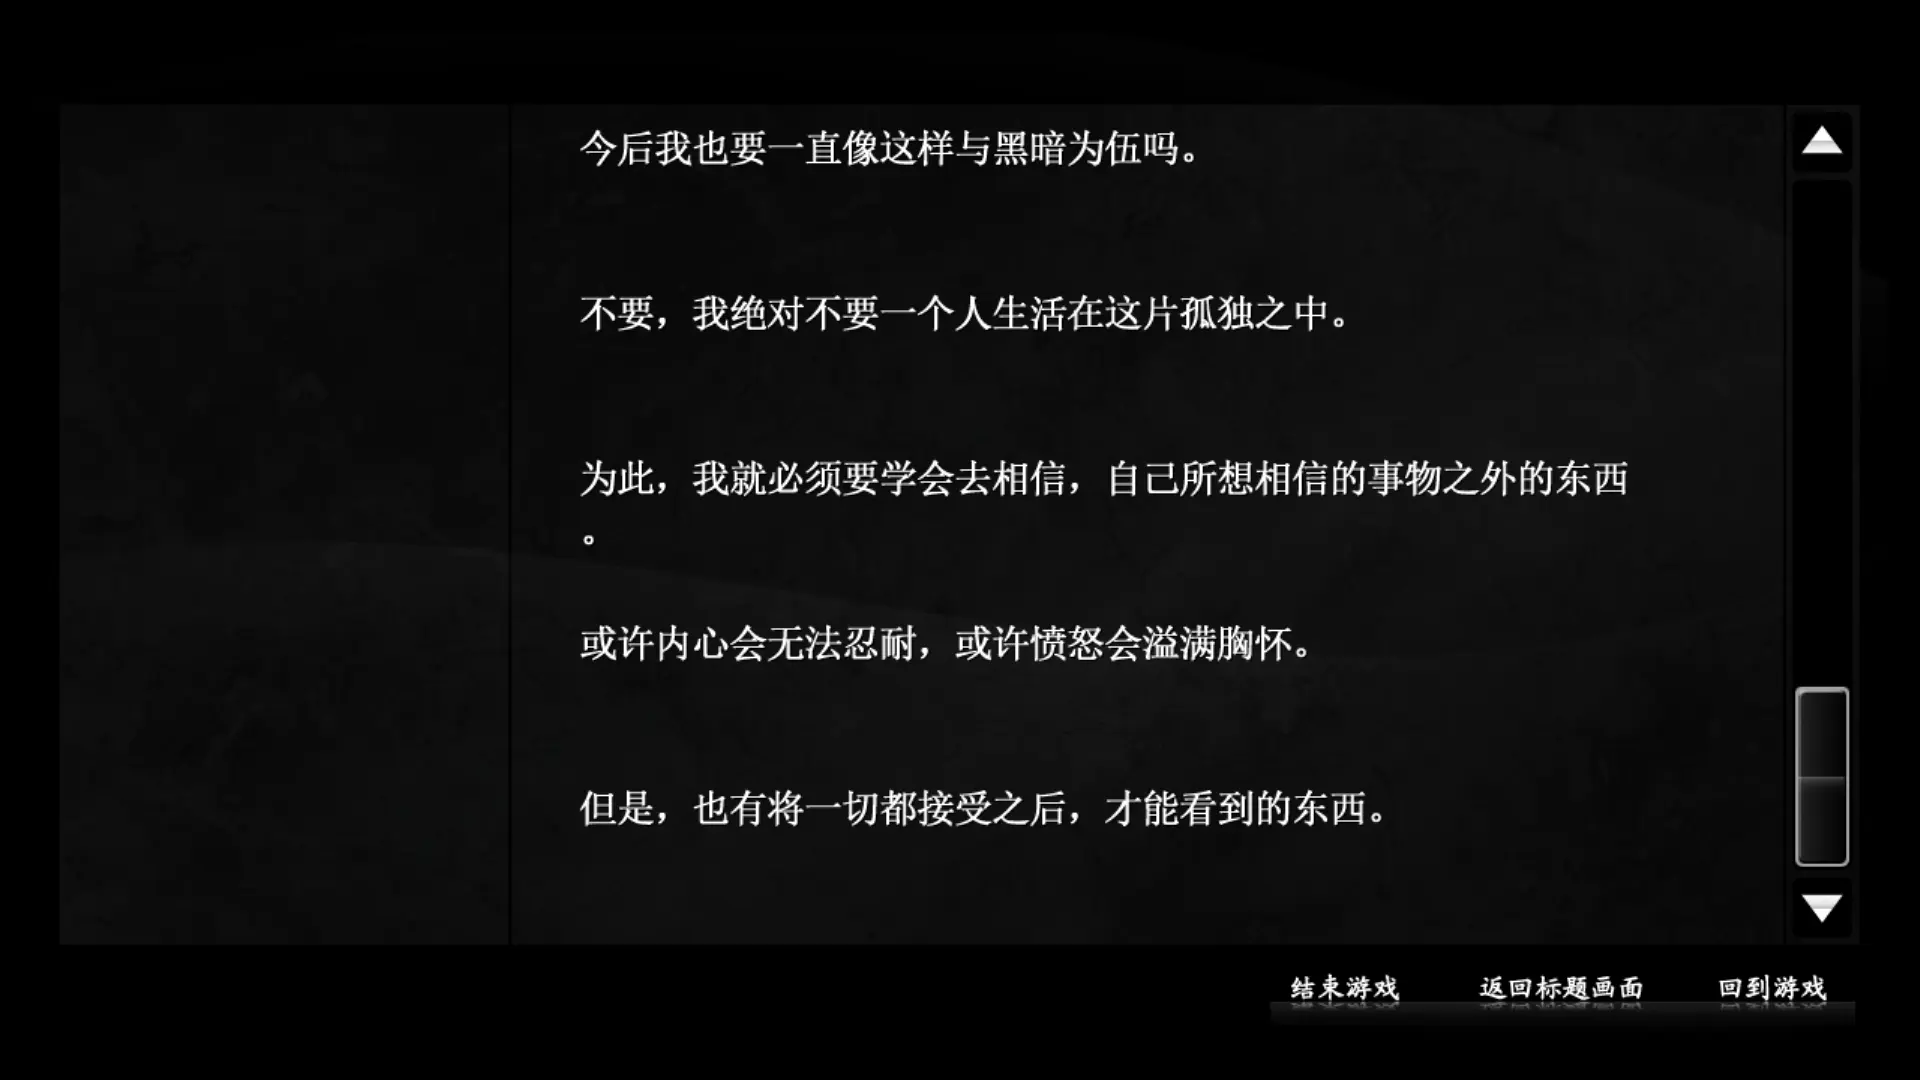 今后我也要一直像这样与黑暗为伍吗。
不要，我绝对不要一个人生活在这片孤独之中。
为此，我就必须要学会去相信，自己所想相信的事物之外的东西
。
或许内心会无法忍耐，或许愤怒会溢满胸怀。
但是，也有将一切都接受之后，才能看到的东西。
结束游戏 返回标题画面 回到游戏